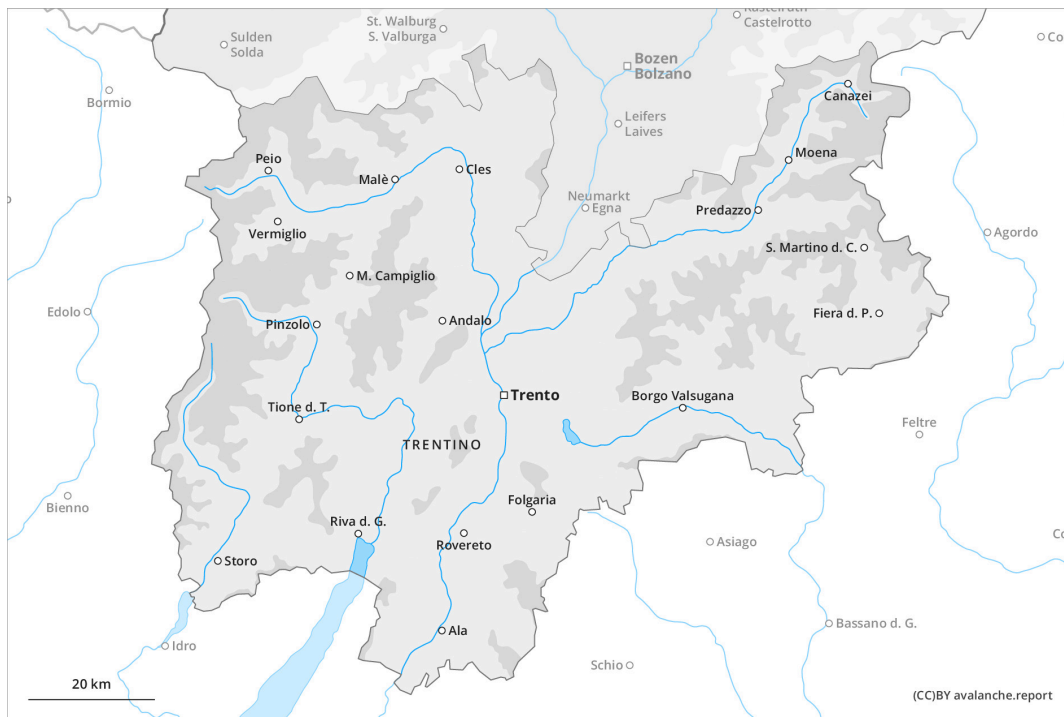 Kastelruth
Castelrotto
St. Walburg
S. Valburga
Sulden
Solda
Co
Bozen
Bolzano
Bormio
Canazei
Leifers
Laives
Moena
Peio
Malè
Cles
Neumarkt
Egna
Predazzo
Vermiglio
Agordo
S. Martino d. C.
M. Campiglio
Edolo
Pinzolo
Andalo
Fiera d. P.
Trento
Borgo Valsugana
Tione d. T.
Feltre
TRENTINO
Bienno
Folgaria
Riva d. G.
Rovereto
Asiago
Co
Storo
Ala
Bassano d. G.
Idro
Schio
20 km
(CC)BY avalanche.report